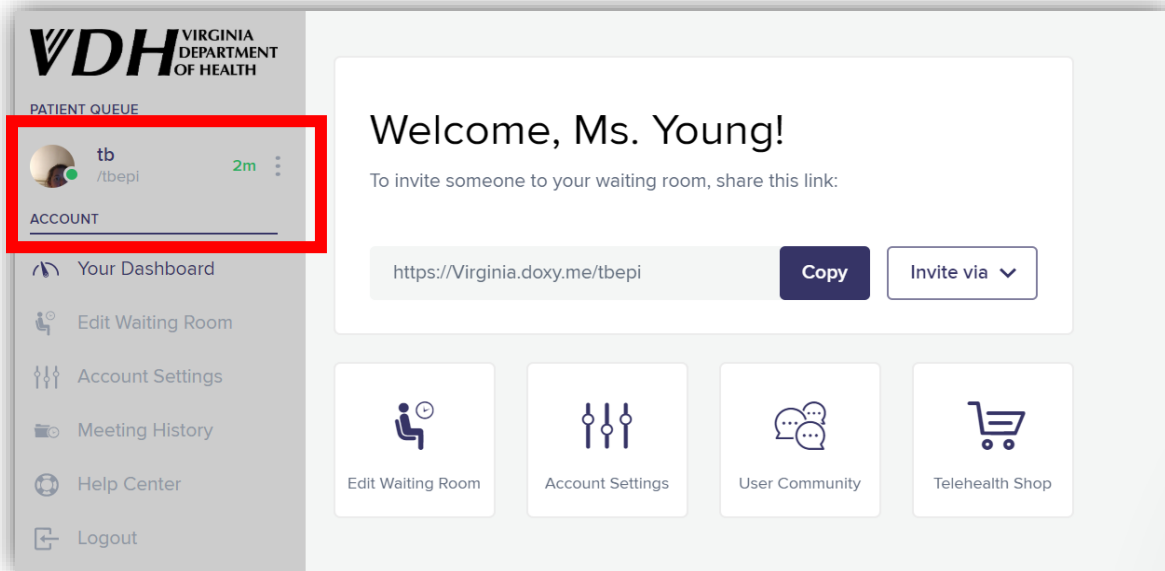 VDH VIRGINIA
DEPARTMENT
OF HEALTH
PATIENT QUEUE
tb
/tbepi
2m
ACCOUNT
Your Dashboard
Edit Waiting Room
Account Settings
Meeting History
Help Center
Logout
Welcome, Ms. Young!
To invite someone to your waiting room, share this link:
https://Virginia.doxy.me/tbepi
Copy
Invite via
Edit Waiting Room
Account Settings
User Community
Telehealth Shop